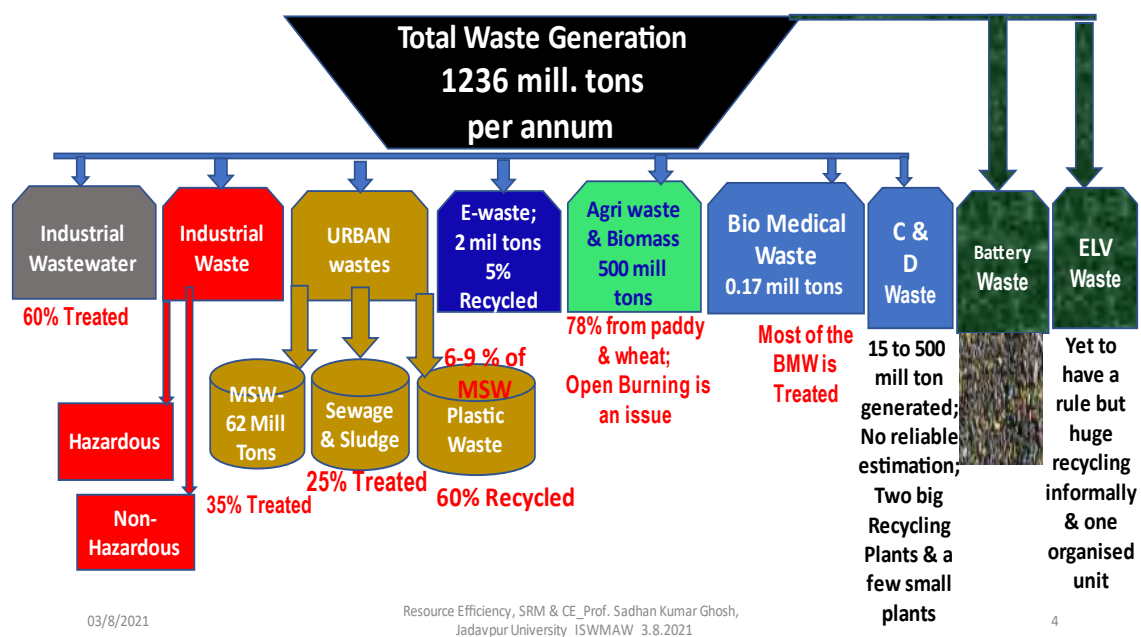 Total Waste Generation
1236 mill. tons
per annum
Industrial
Wastewater
60% Treated
Industrial
Waste
Hazardous
Non-
Hazardous
URBAN
wastes
MSW-
62 Mill
Tons
35% Treated
Sewage
& Sludge
25% Treated
6-9 % of
MSW
Plastic
Waste
60% Recycled
E-waste;
2 mil tons
5%
Recycled
Agri waste
& Biomass
500 mill
tons
78% from paddy
& wheat;
Open Burning is
an issue
Bio Medical
Waste
0.17 mill tons
Most of the
BMW is
Treated
C &
D
Waste
15 to 500
mill ton
generated;
No reliable
estimation;
Two big
Recycling
Plants & a
few small
plants
Battery
Waste
ELV
Waste
Yet to
have a
rule but
huge
recycling
informally
& one
organised
unit
03/8/2021
Resource Efficiency, SRM & CE_Prof. Sadhan Kumar Ghosh,
Jadavpur University ISWMAW 3.8.2021
4